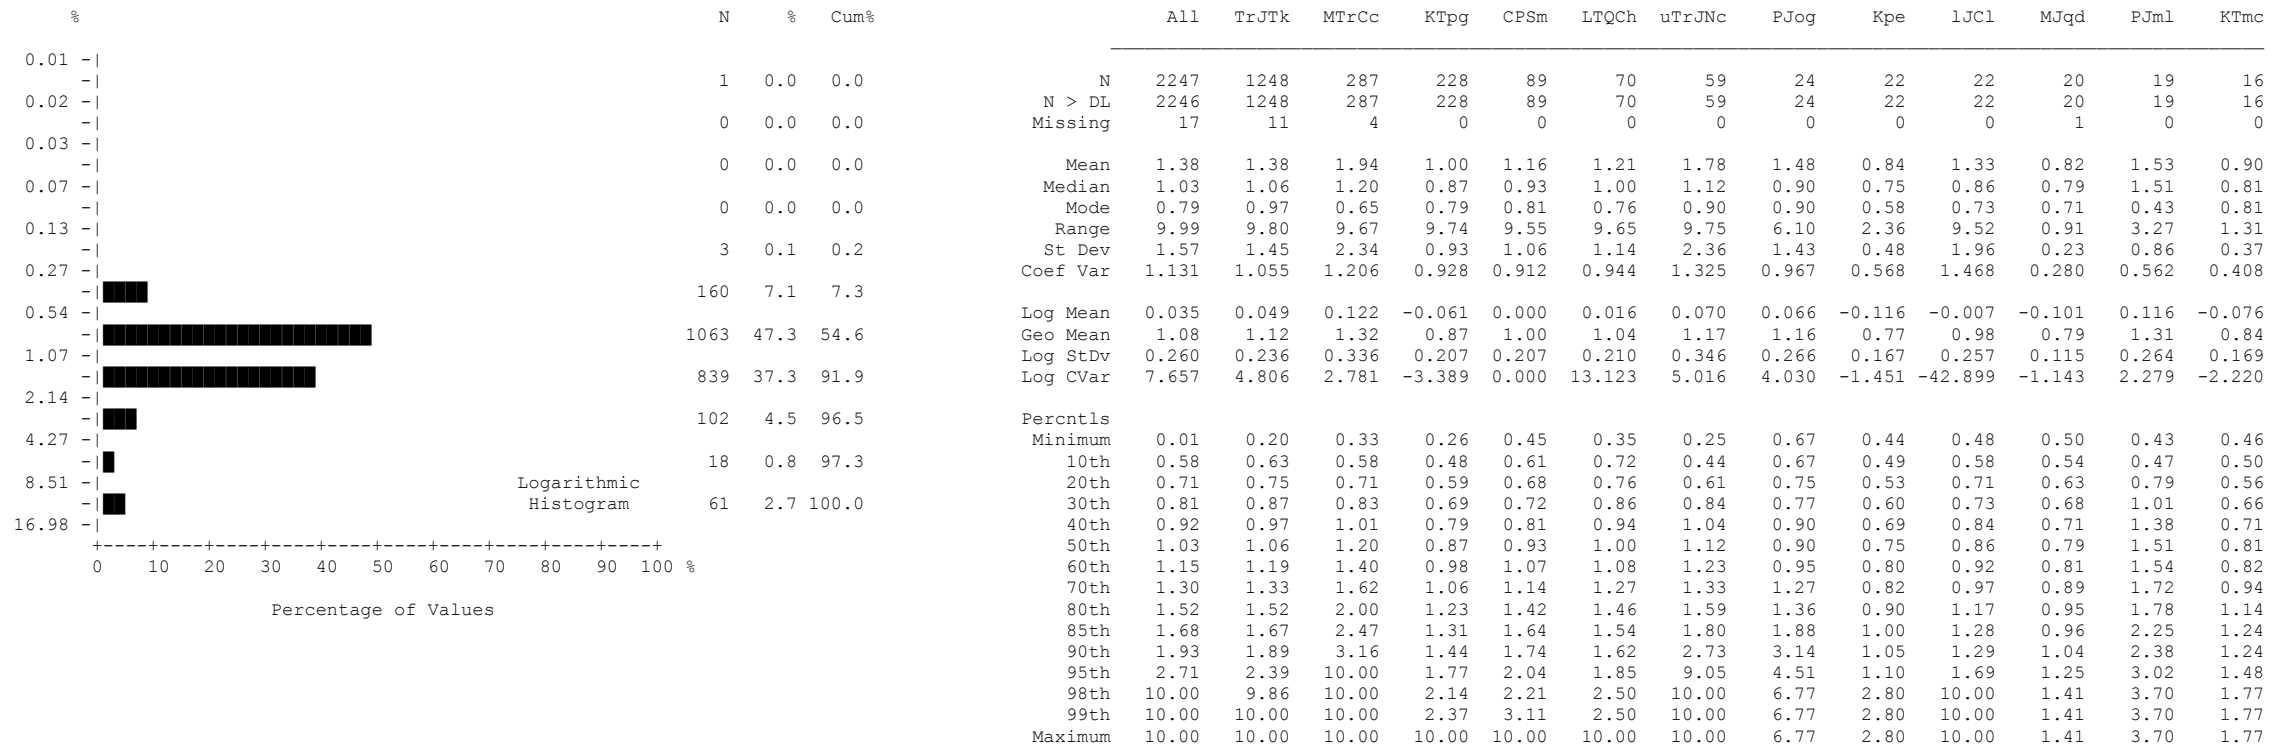 % N % Cum% All TrJTk MTrCc KTpg CPSm LTQCh uTrJNc PJog Kpe lJCl MJqd PJml KTmc
0.01 -|
-| 1 0.0 0.0 N 2247 1248 287 228 89 70 59 24 22 22 20 19 16
0.02 -| N > DL 2246 1248 287 228 89 70 59 24 22 22 20 19 16
-| 0 0.0 0.0 Missing 17 11 4 0 0 0 0 0 0 0 1 0 0
0.03 -|
-| 0 0.0 0.0 Mean 1.38 1.38 1.94 1.00 1.16 1.21 1.78 1.48 0.84 1.33 0.82 1.53 0.90
0.07 -| Median 1.03 1.06 1.20 0.87 0.93 1.00 1.12 0.90 0.75 0.86 0.79 1.51 0.81
-| 0 0.0 0.0 Mode 0.79 0.97 0.65 0.79 0.81 0.76 0.90 0.90 0.58 0.73 0.71 0.43 0.81
0.13 -| Range 9.99 9.80 9.67 9.74 9.55 9.65 9.75 6.10 2.36 9.52 0.91 3.27 1.31
-| 3 0.1 0.2 St Dev 1.57 1.45 2.34 0.93 1.06 1.14 2.36 1.43 0.48 1.96 0.23 0.86 0.37
0.27 -| Coef Var 1.131 1.055 1.206 0.928 0.912 0.944 1.325 0.967 0.568 1.468 0.280 0.562 0.408
-| 160 7.1 7.3
0.54 -| Log Mean 0.035 0.049 0.122 -0.061 0.000 0.016 0.070 0.066 -0.116 -0.007 -0.101 0.116 -0.076
-| 1063 47.3 54.6 Geo Mean 1.08 1.12 1.32 0.87 1.00 1.04 1.17 1.16 0.77 0.98 0.79 1.31 0.84
1.07 -| Log StDv 0.260 0.236 0.336 0.207 0.207 0.210 0.346 0.266 0.167 0.257 0.115 0.264 0.169
-| 839 37.3 91.9 Log CVar 7.657 4.806 2.781 -3.389 0.000 13.123 5.016 4.030 -1.451 -42.899 -1.143 2.279 -2.220
2.14 -|
-| 102 4.5 96.5 Percntls
4.27 -| Minimum 0.01 0.20 0.33 0.26 0.45 0.35 0.25 0.67 0.44 0.48 0.50 0.43 0.46
-| 18 0.8 97.3 10th 0.58 0.63 0.58 0.48 0.61 0.72 0.44 0.67 0.49 0.58 0.54 0.47 0.50
8.51 -| Logarithmic 20th 0.71 0.75 0.71 0.59 0.68 0.76 0.61 0.75 0.53 0.71 0.63 0.79 0.56
-| Histogram 61 2.7 100.0 30th 0.81 0.87 0.83 0.69 0.72 0.86 0.84 0.77 0.60 0.73 0.68 1.01 0.66
16.98 -| 40th 0.92 0.97 1.01 0.79 0.81 0.94 1.04 0.90 0.69 0.84 0.71 1.38 0.71
+----+----+----+----+----+----+----+----+----+----+----+----+----+----+----+----+----+----+----+----+ 50th 1.03 1.06 1.20 0.87 0.93 1.00 1.12 0.90 0.75 0.86 0.79 1.51 0.81
0 10 20 30 40 50 60 70 80 90 100 % 60th 1.15 1.19 1.40 0.98 1.07 1.08 1.23 0.95 0.80 0.92 0.81 1.54 0.82
70th 1.30 1.33 1.62 1.06 1.14 1.27 1.33 1.27 0.82 0.97 0.89 1.72 0.94
Percentage of Values 80th 1.52 1.52 2.00 1.23 1.42 1.46 1.59 1.36 0.90 1.17 0.95 1.78 1.14
85th 1.68 1.67 2.47 1.31 1.64 1.54 1.80 1.88 1.00 1.28 0.96 2.25 1.24
90th 1.93 1.89 3.16 1.44 1.74 1.62 2.73 3.14 1.05 1.29 1.04 2.38 1.24
95th 2.71 2.39 10.00 1.77 2.04 1.85 9.05 4.51 1.10 1.69 1.25 3.02 1.48
98th 10.00 9.86 10.00 2.14 2.21 2.50 10.00 6.77 2.80 10.00 1.41 3.70 1.77
99th 10.00 10.00 10.00 2.37 3.11 2.50 10.00 6.77 2.80 10.00 1.41 3.70 1.77
Maximum 10.00 10.00 10.00 10.00 10.00 10.00 10.00 6.77 2.80 10.00 1.41 3.70 1.77